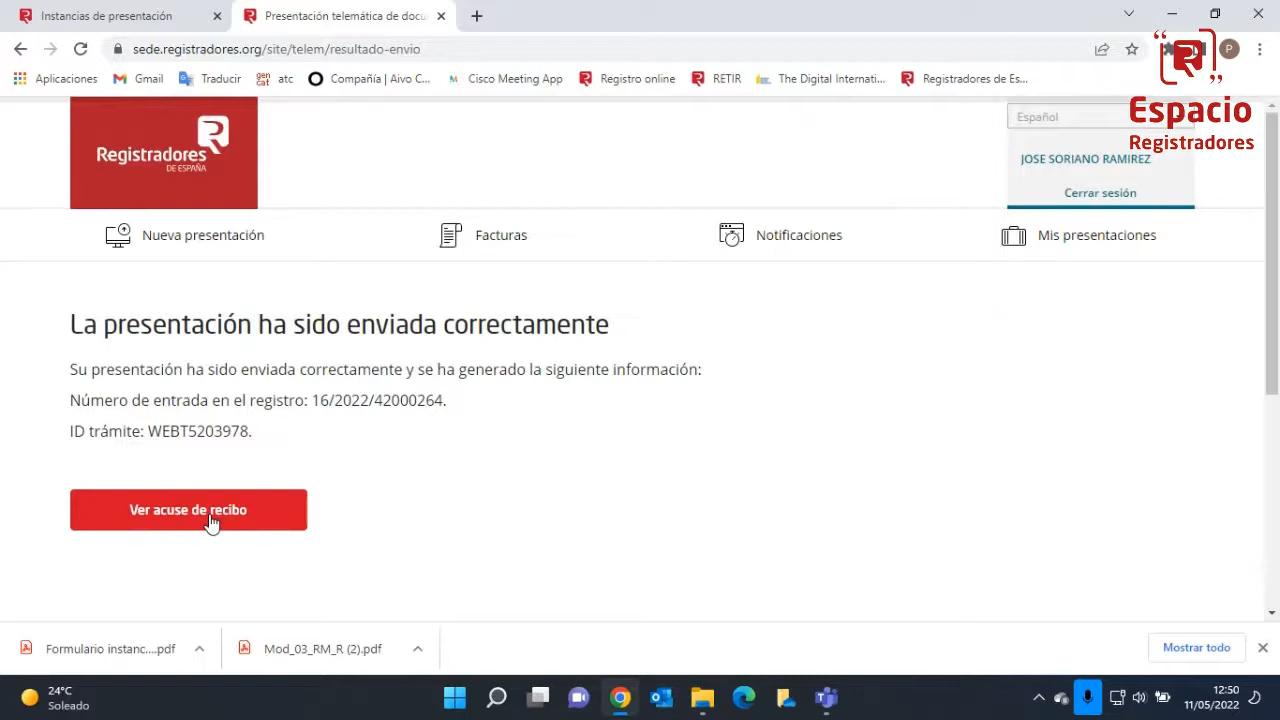 Instancias de presentación
Presentación telemática de docu
sede.registradores.org/site/telem/resultado-envio
P
Aplicaciones
Gmail
Traducir
gen cat
atc
Compañía | Aivo C...
Cisco Meeting App
Registro online
RETIR
The Digital Internati...
Registradores de Es...
Espacio
Registradores
Registradores
DE ESPAÑA
Español
JOSE SORIANO RAMIREZ
Cerrar sesión
Nueva presentación
Facturas
Notificaciones
Mis presentaciones
La presentación ha sido enviada correctamente
Su presentación ha sido enviada correctamente y se ha generado la siguiente información:
Número de entrada en el registro: 16/2022/42000264.
ID trámite: WEBT5203978.
Ver acuse de recibo
Formulario instanc....pdf
Mod_03_RM_R (2).pdf
Mostrar todo
24°C
Soleado
12:50
11/05/2022